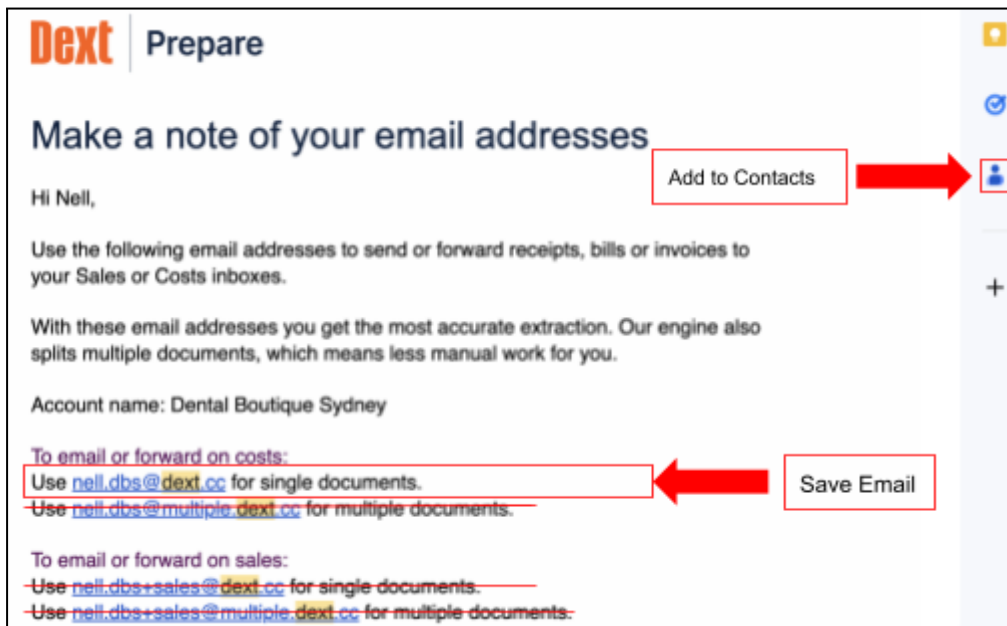 Dext Prepare
Make a note of your email addresses
Add to Contacts
Hi Nell,
Use the following email addresses to send or forward receipts, bills or invoices to
your Sales or Costs inboxes.
With these email addresses you get the most accurate extraction. Our engine also
splits multiple documents, which means less manual work for you.
Account name: Dental Boutique Sydney
To email or forward on costs:
Use nell.dbs@dext.cc for single documents.
Save Email
Use nell.dbs@multiple.dext.cc for multiple documents.
To email or forward on sales:
Use nell.dbs+sales@dext.cc for single documents.
Use nell.dbs+sales@multiple.dext.cc for multiple documents.